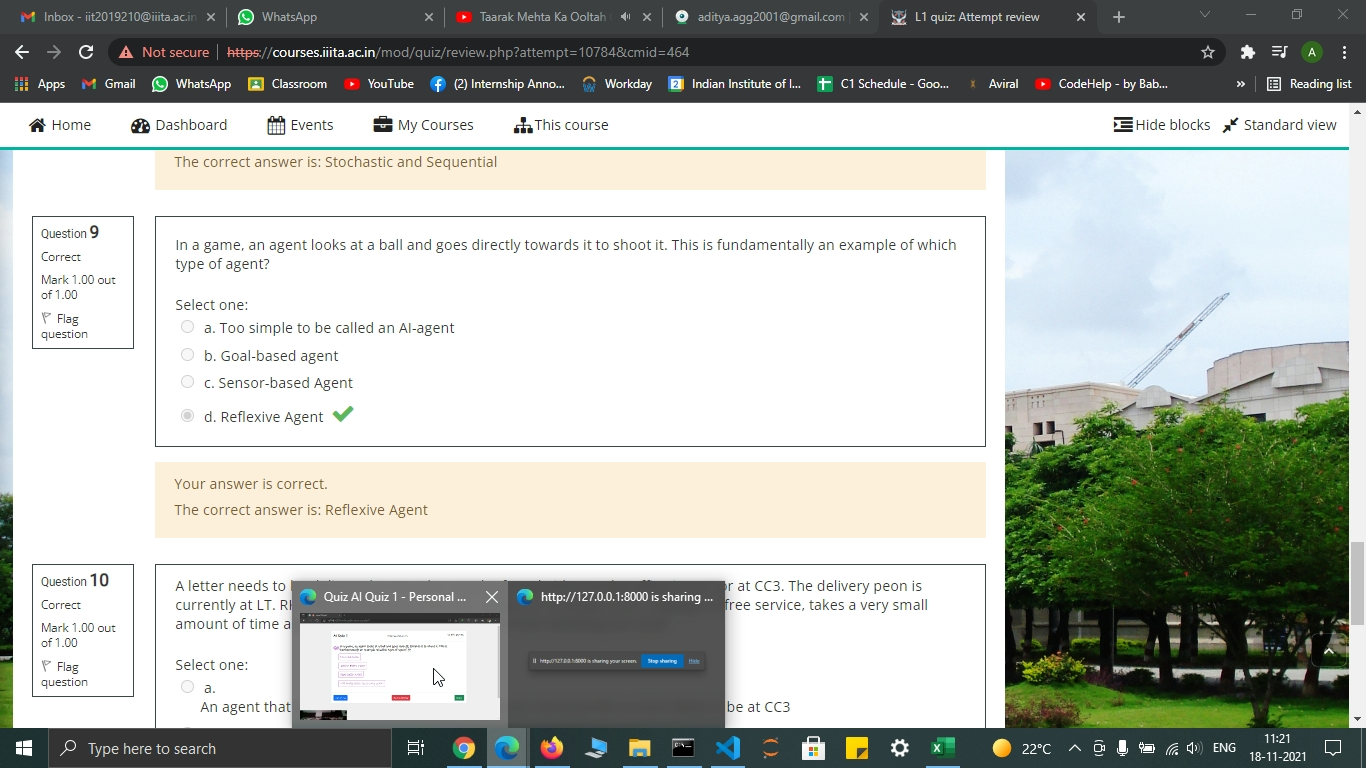 Inbox - iit2019210@iiita.ac.in
WhatsApp
Taarak Mehta Ka Ooltah
aditya.agg2001@gmail.com
L1 quiz: Attempt review
Not secure | https://courses.iiita.ac.in/mod/quiz/review.php?attempt=10784&cmid=464
A
Apps
Gmail
WhatsApp
Classroom
YouTube
(2) Internship Anno...
Workday
Indian Institute of I...
C1 Schedule - Goo...
Aviral
CodeHelp - by Bab...
»
Reading list
Home
Dashboard
Events
My Courses
This course
Hide blocks
Standard view
The correct answer is: Stochastic and Sequential
Question 9
Correct
Mark 1.00 out
of 1.00
Flag
question
In a game, an agent looks at a ball and goes directly towards it to shoot it. This is fundamentally an example of which
type of agent?
Select one:
a. Too simple to be called an AI-agent
b. Goal-based agent
c. Sensor-based Agent
d. Reflexive Agent
Your answer is correct.
The correct answer is: Reflexive Agent
Question 10
Correct
Mark 1.00 out
of 1.00
Flag
question
A letter needs to or at CC3. The delivery peon is
currently at LT. free service, takes a very small
amount of time a
Select one:
a.
An agent that be at CC3
Quiz AI Quiz 1 - Personal ...
http://127.0.0.1:8000 is sharing ...
http://127.0.0.1:8000 is sharing your screen.
Stop sharing
Hide
Type here to search
22°C
ENG
11:21
18-11-2021